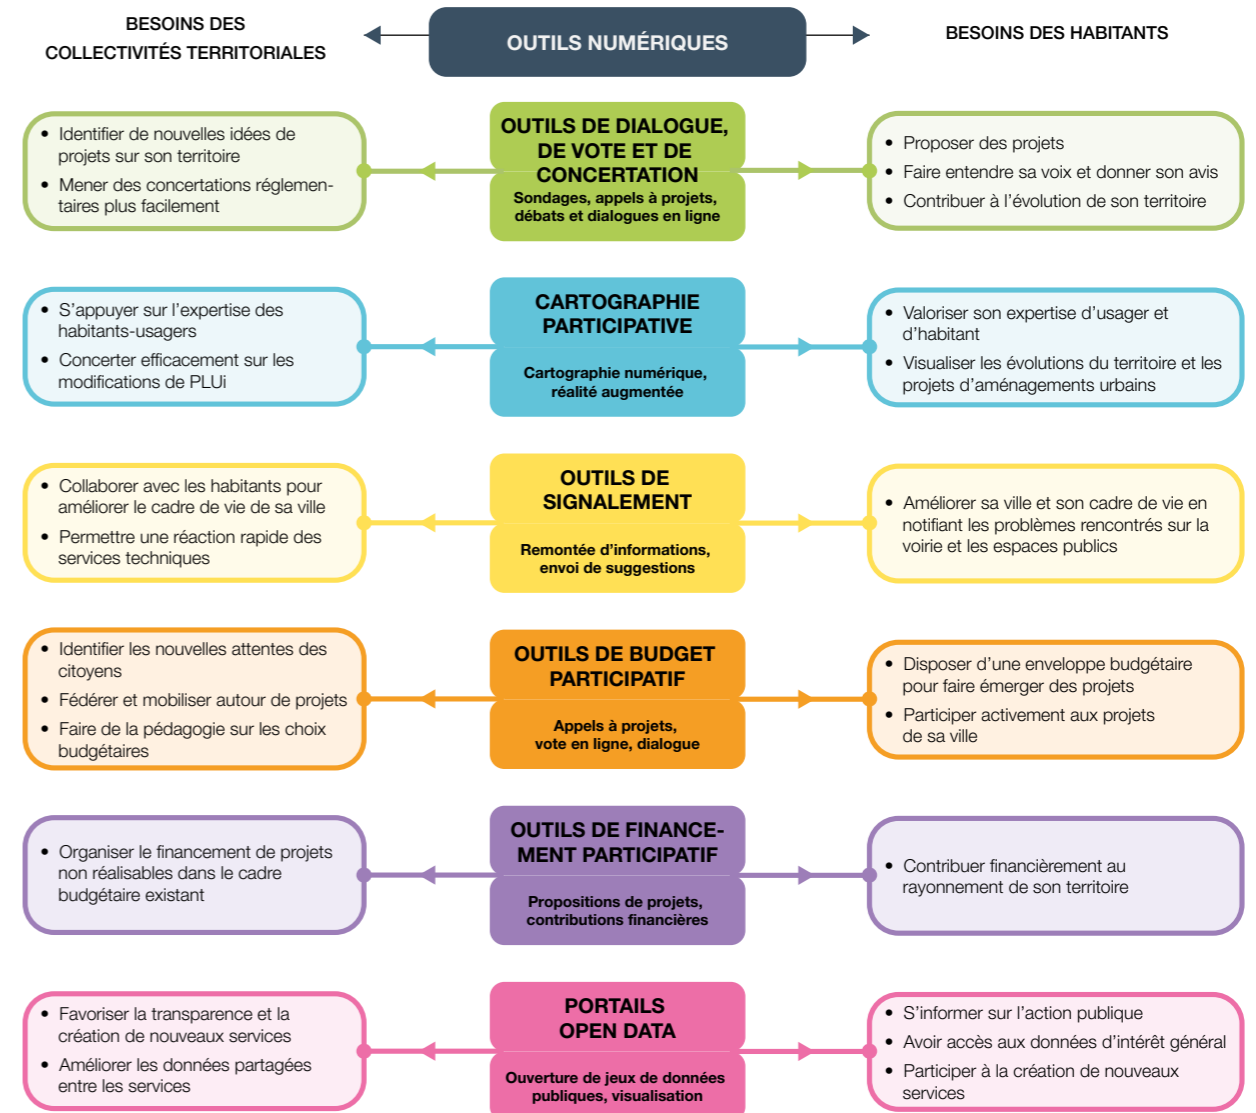 BESOINS DES
COLLECTIVITÉS TERRITORIALES
OUTILS NUMÉRIQUES
BESOINS DES HABITANTS
• Identifier de nouvelles idées de
projets sur son territoire
• Mener des concertations réglemen-
taires plus facilement
OUTILS DE DIALOGUE,
DE VOTE ET DE
CONCERTATION
Sondages, appels à projets,
débats et dialogues en ligne
• Proposer des projets
• Faire entendre sa voix et donner son avis
• Contribuer à l’évolution de son territoire
• S’appuyer sur l’expertise des
habitants-usagers
• Concerter efficacement sur les
modifications de PLUi
CARTOGRAPHIE
PARTICIPATIVE
Cartographie numérique,
réalité augmentée
• Valoriser son expertise d’usager et
d’habitant
• Visualiser les évolutions du territoire et les
projets d’aménagements urbains
• Collaborer avec les habitants pour
améliorer le cadre de vie de sa ville
• Permettre une réaction rapide des
services techniques
OUTILS DE
SIGNALEMENT
Remontée d’informations,
envoi de suggestions
• Améliorer sa ville et son cadre de vie en
notifiant les problèmes rencontrés sur la
voirie et les espaces publics
• Identifier les nouvelles attentes des
citoyens
• Fédérer et mobiliser autour de projets
• Faire de la pédagogie sur les choix
budgétaires
OUTILS DE BUDGET
PARTICIPATIF
Appels à projets,
vote en ligne, dialogue
• Disposer d’une enveloppe budgétaire
pour faire émerger des projets
• Participer activement aux projets
de sa ville
• Organiser le financement de projets
non réalisables dans le cadre
budgétaire existant
OUTILS DE FINANCE-
MENT PARTICIPATIF
Propositions de projets,
contributions financières
• Contribuer financièrement au
rayonnement de son territoire
• Favoriser la transparence et la
création de nouveaux services
• Améliorer les données partagées
entre les services
PORTAILS
OPEN DATA
Ouverture de jeux de données
publiques, visualisation
• S’informer sur l’action publique
• Avoir accès aux données d’intérêt général
• Participer à la création de nouveaux
services